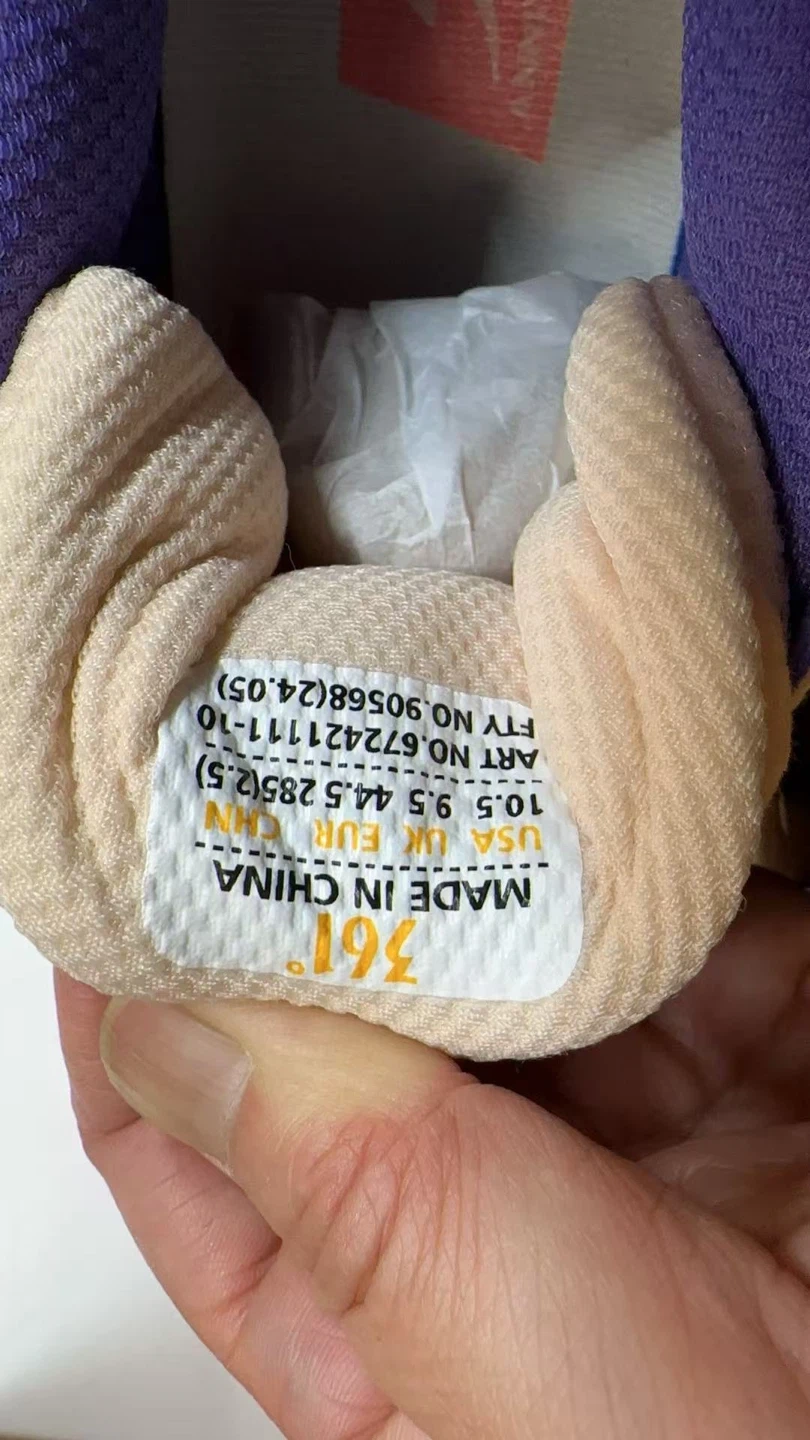 361°
MADE IN CHINA
USA UK EUR CHN
10.5 9.5 44.5 285(2.5)
ART NO.672421111-10
FTY NO.90568(24.05)